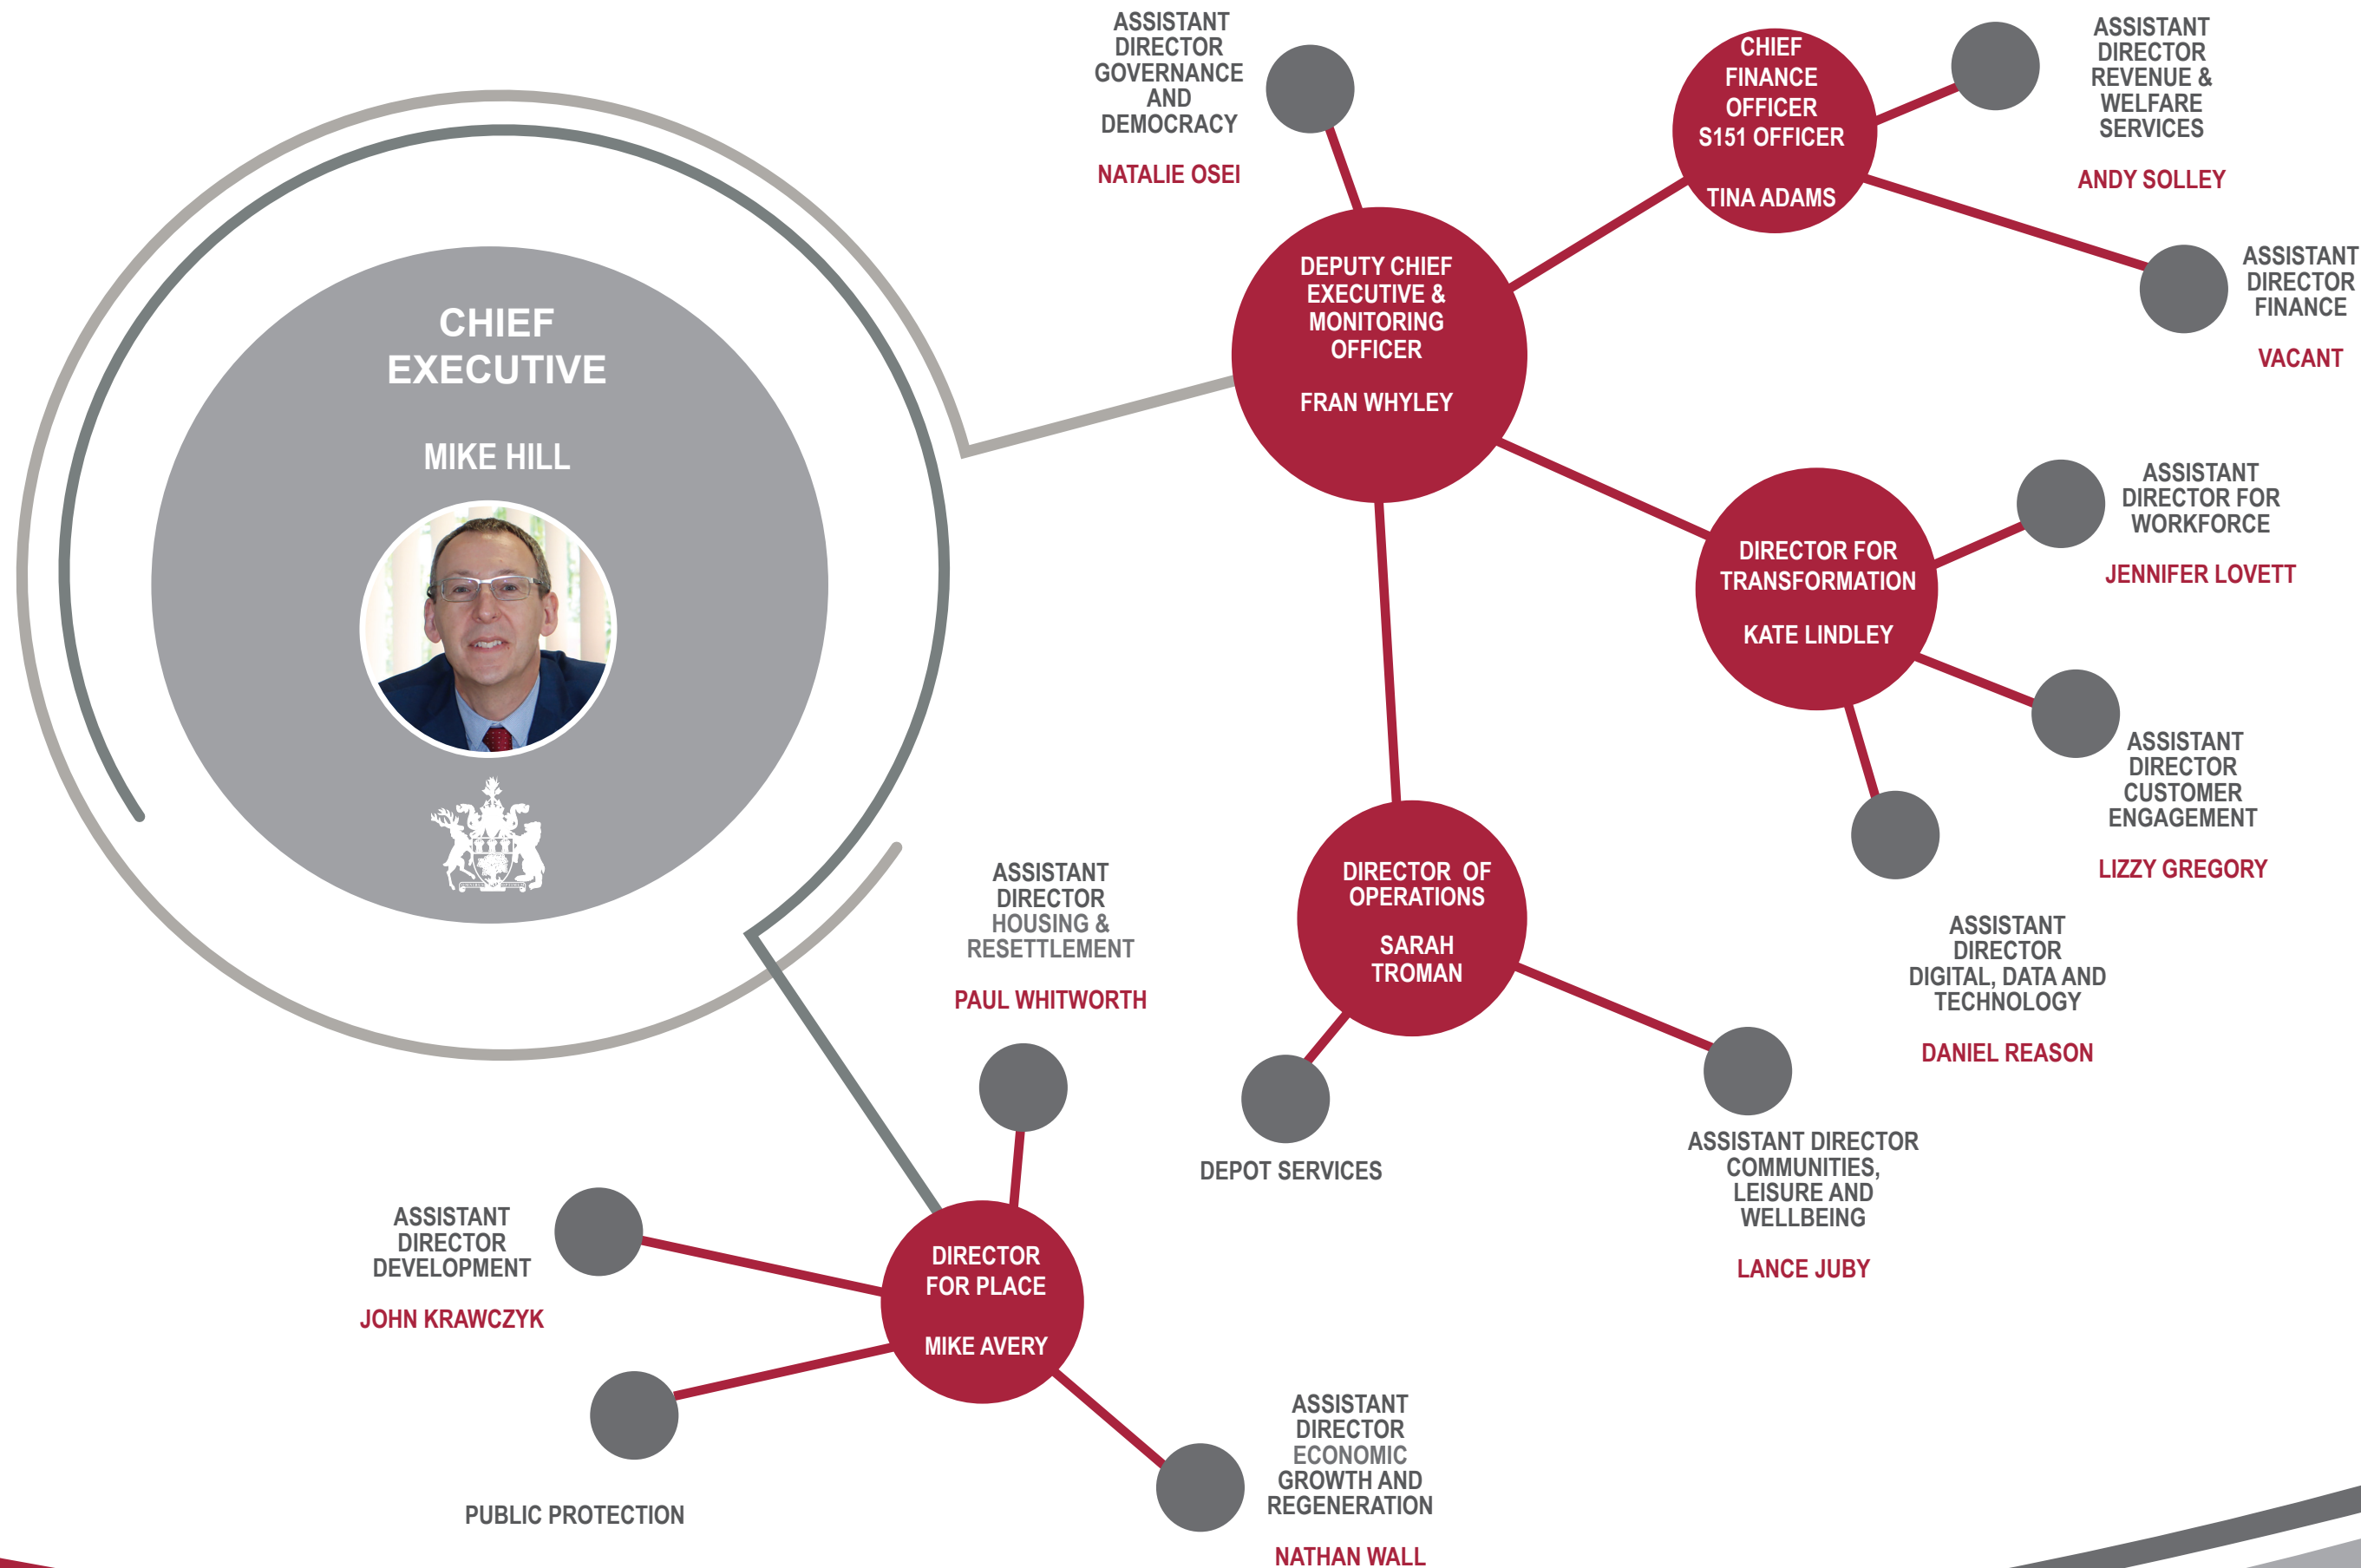 CHIEF
EXECUTIVE
MIKE HILL
ASSISTANT
DIRECTOR
GOVERNANCE
AND
DEMOCRACY
NATALIE OSEI
DEPUTY CHIEF
EXECUTIVE &
MONITORING
OFFICER
FRAN WHYLEY
CHIEF
FINANCE
OFFICER
S151 OFFICER
TINA ADAMS
ASSISTANT
DIRECTOR
REVENUE &
WELFARE
SERVICES
ANDY SOLLEY
ASSISTANT
DIRECTOR
FINANCE
VACANT
DIRECTOR FOR
TRANSFORMATION
KATE LINDLEY
ASSISTANT
DIRECTOR FOR
WORKFORCE
JENNIFER LOVETT
ASSISTANT
DIRECTOR
CUSTOMER
ENGAGEMENT
LIZZY GREGORY
ASSISTANT
DIRECTOR
DIGITAL, DATA AND
TECHNOLOGY
DANIEL REASON
DIRECTOR OF
OPERATIONS
SARAH
TROMAN
DEPOT SERVICES
ASSISTANT DIRECTOR
COMMUNITIES,
LEISURE AND
WELLBEING
LANCE JUBY
ASSISTANT
DIRECTOR
HOUSING &
RESETTLEMENT
PAUL WHITWORTH
DIRECTOR
FOR PLACE
MIKE AVERY
ASSISTANT
DIRECTOR
DEVELOPMENT
JOHN KRAWCZYK
PUBLIC PROTECTION
ASSISTANT
DIRECTOR
ECONOMIC
GROWTH AND
REGENERATION
NATHAN WALL